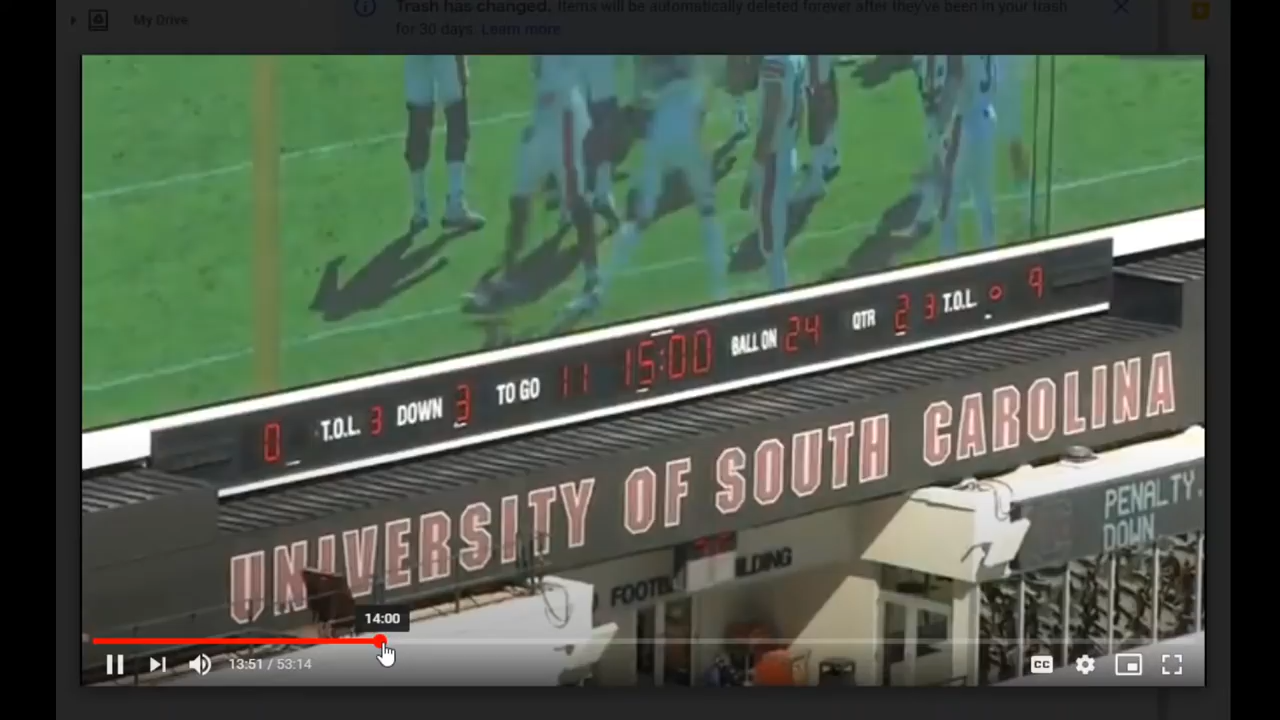 My Drive
Trash has changed. Items will be automatically deleted forever after they've been in your trash
for 30 days. Learn more
0 T.O.L. 3 DOWN 3 TO GO 11 15:00 BALL ON 24 QTR 2 3 T.O.L. 0 9
UNIVERSITY OF SOUTH CAROLINA
PENALTY.
DOWN
FOOTB ILDING
14:00
13:51 / 53:14
CC